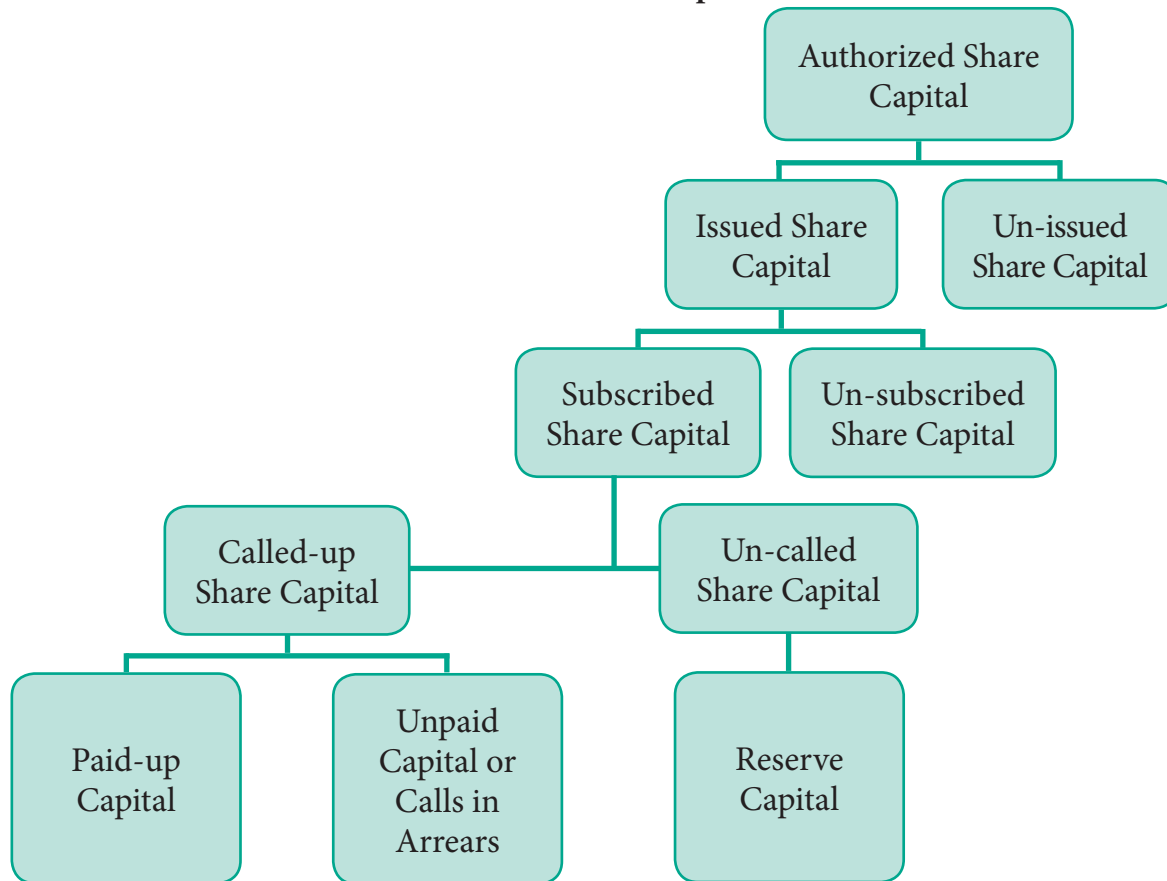 Authorized Share
Capital
Issued Share
Capital
Un-issued
Share Capital
Subscribed
Share Capital
Un-subscribed
Share Capital
Called-up
Share Capital
Un-called
Share Capital
Paid-up
Capital
Unpaid
Capital or
Calls in
Arrears
Reserve
Capital